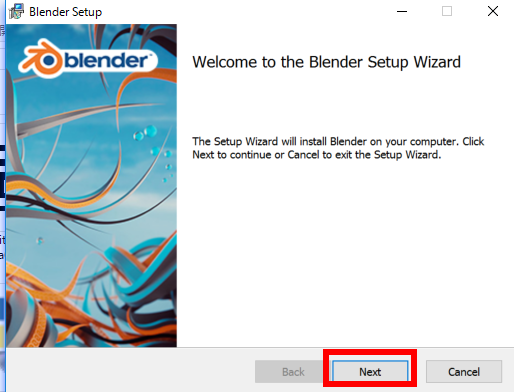 Blender Setup
blender
Welcome to the Blender Setup Wizard
The Setup Wizard will install Blender on your computer. Click
Next to continue or Cancel to exit the Setup Wizard.
Back
Next
Cancel